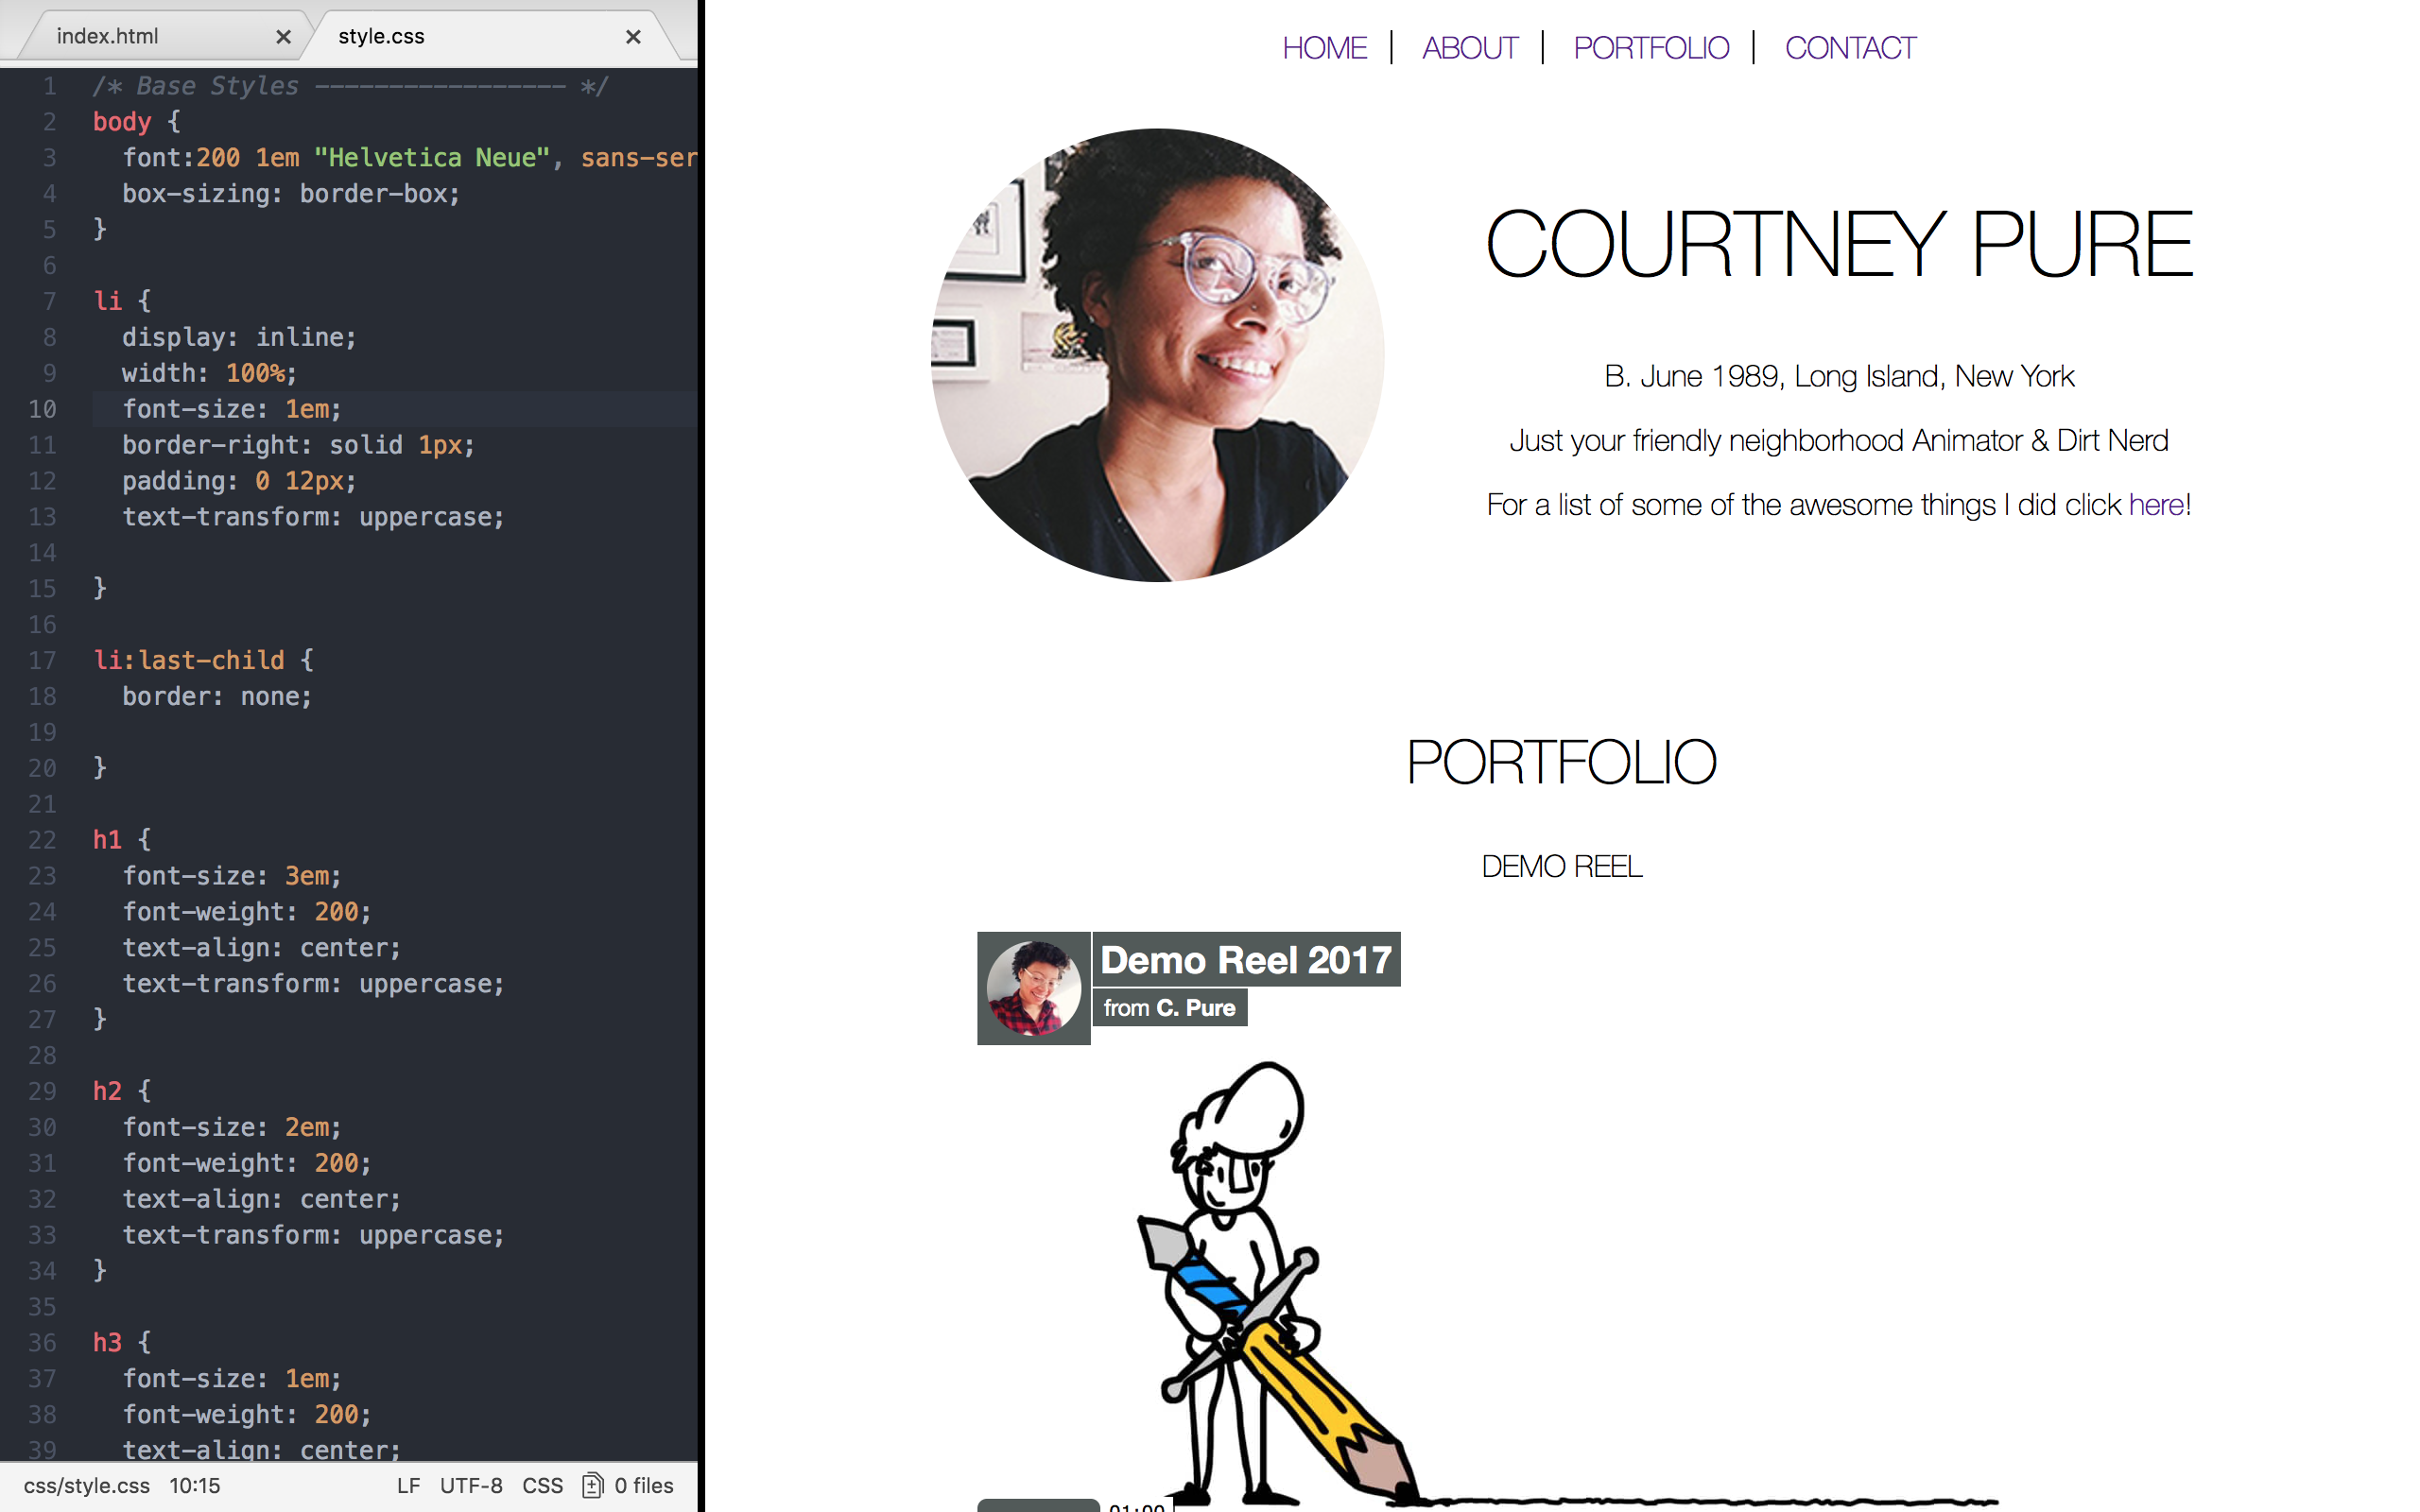 index.html
style.css
1 /* Base Styles ----------------- */
2 body {
3 font:200 1em "Helvetica Neue", sans-ser
4 box-sizing: border-box;
5 }
6
7 li {
8 display: inline;
9 width: 100%;
10 font-size: 1em;
11 border-right: solid 1px;
12 padding: 0 12px;
13 text-transform: uppercase;
14
15 }
16
17 li:last-child {
18 border: none;
19
20 }
21
22 h1 {
23 font-size: 3em;
24 font-weight: 200;
25 text-align: center;
26 text-transform: uppercase;
27 }
28
29 h2 {
30 font-size: 2em;
31 font-weight: 200;
32 text-align: center;
33 text-transform: uppercase;
34 }
35
36 h3 {
37 font-size: 1em;
38 font-weight: 200;
39 text-align: center;
css/style.css 10:15 LF UTF-8 CSS 0 files
HOME ABOUT PORTFOLIO CONTACT
COURTNEY PURE
B. June 1989, Long Island, New York
Just your friendly neighborhood Animator & Dirt Nerd
For a list of some of the awesome things I did click here!
PORTFOLIO
DEMO REEL
Demo Reel 2017
from C. Pure
01:00